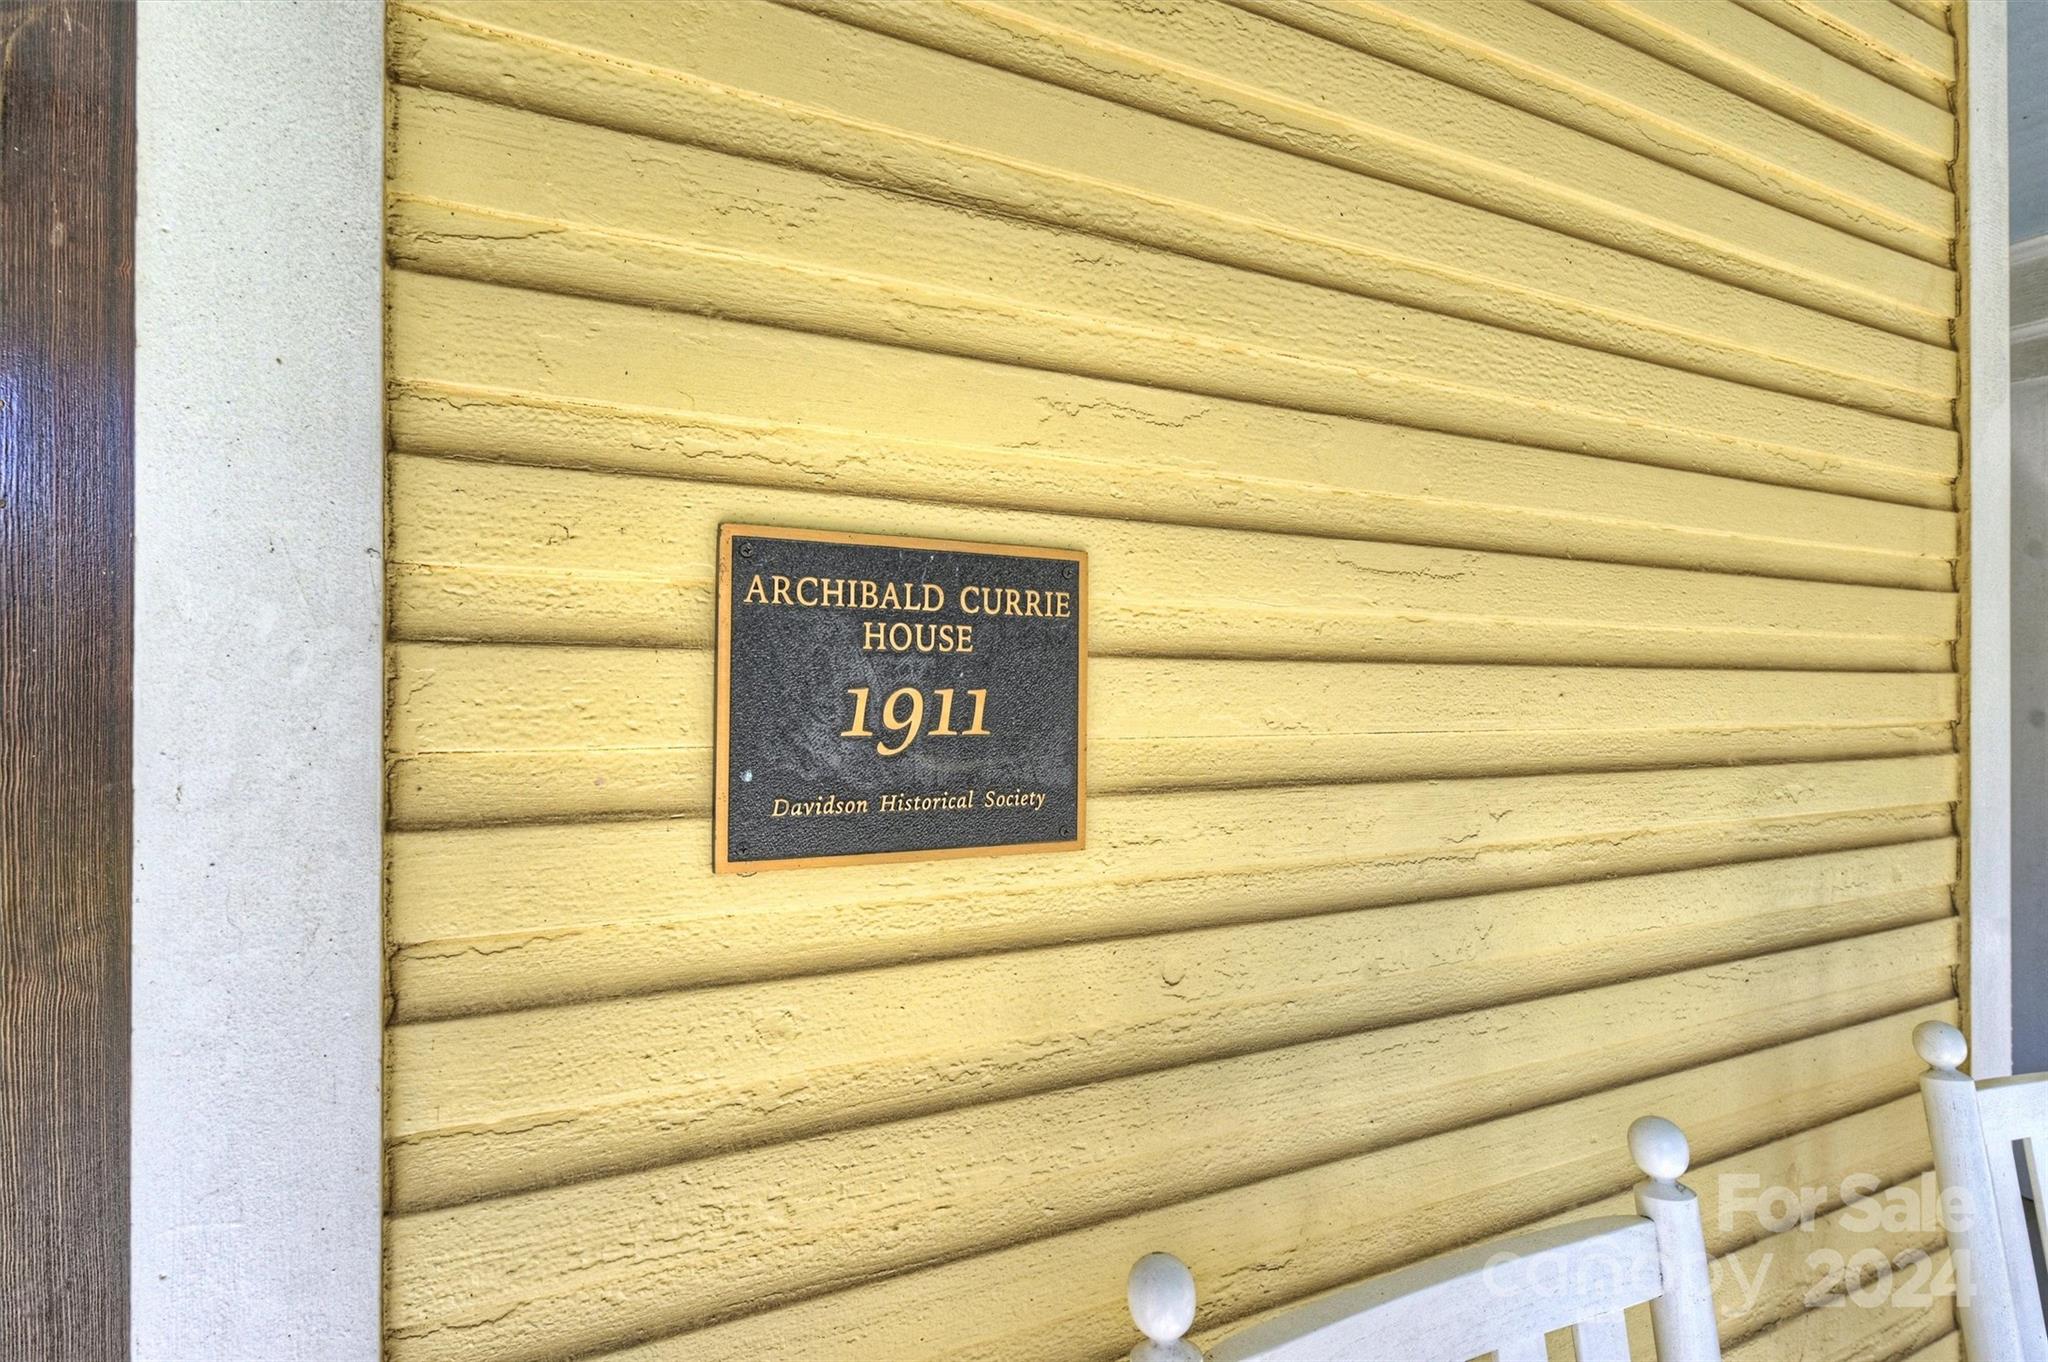 ARCHIBALD CURRIE
HOUSE
1911
Davidson Historical Society
For Sale
canopy 2024